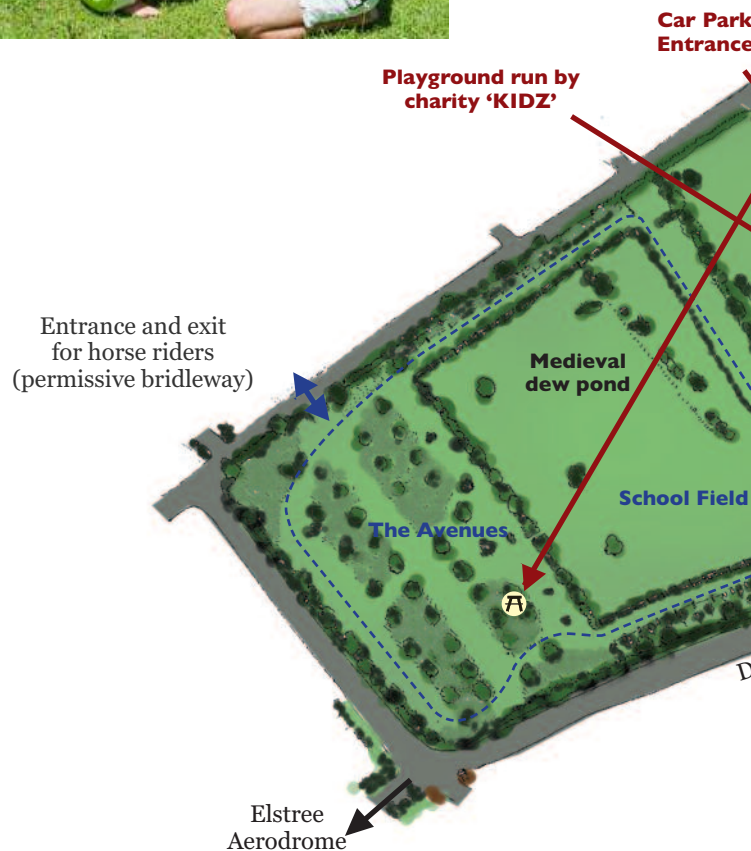 Car Park
Entrance
Playground run by
charity ‘KIDZ’
Entrance and exit
for horse riders
(permissive bridleway)
Medieval
dew pond
School Field
The Avenues
D
Elstree
Aerodrome